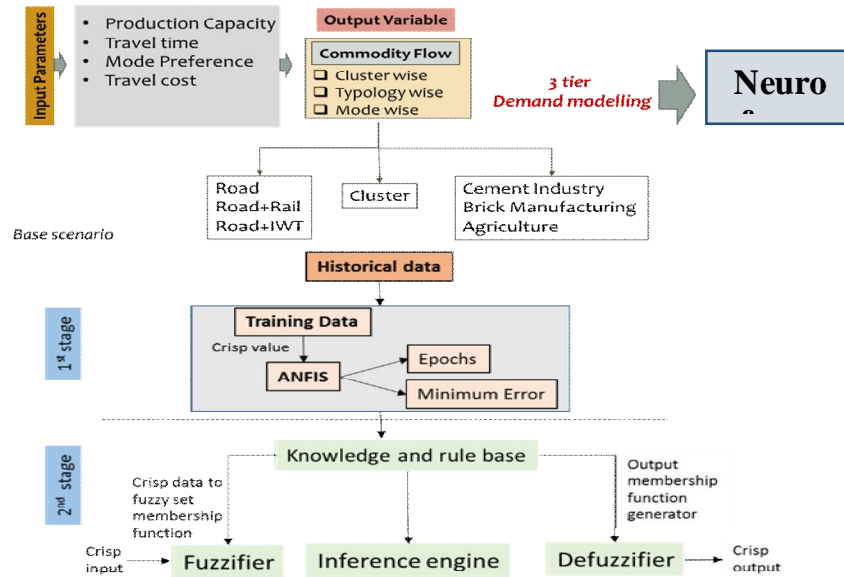 Input Parameters
• Production Capacity
• Travel time
• Mode Preference
• Travel cost
Output Variable
Commodity Flow
❑ Cluster wise
❑ Typology wise
❑ Mode wise
3 tier
Demand modelling
Neuro
Road
Road+Rail
Road+IWT
Cluster
Cement Industry
Brick Manufacturing
Agriculture
Base scenario
Historical data
1st stage
Training Data
Crisp value
ANFIS
Epochs
Minimum Error
2nd stage
Knowledge and rule base
Crisp data to
fuzzy set
membership
function
Output
membership
function
generator
Crisp
input
Fuzzifier
Inference engine
Defuzzifier
Crisp
output